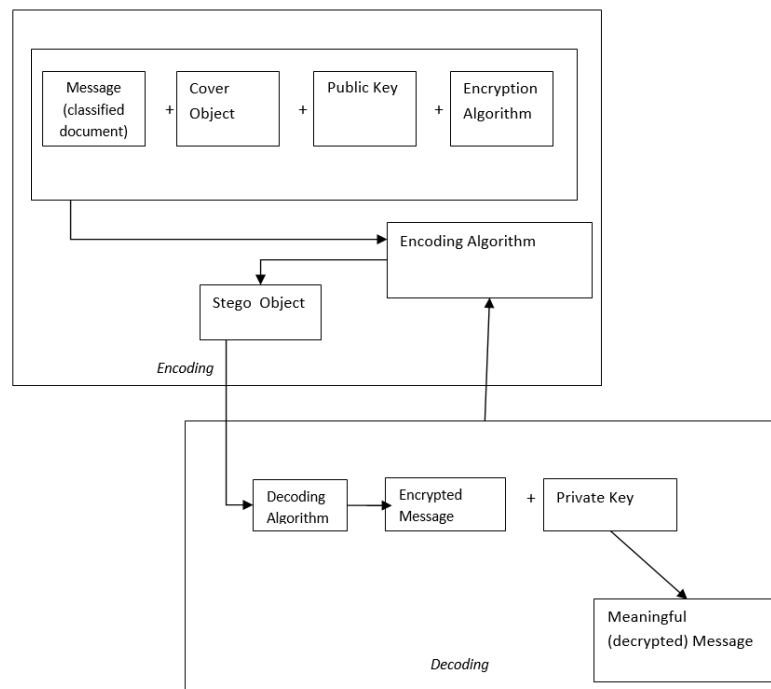 Message
(classified
document)
+
Cover
Object
+
Public Key
+
Encryption
Algorithm
Encoding Algorithm
Stego Object
Encoding
Decoding
Algorithm
Encrypted
Message
+
Private Key
Meaningful
(decrypted) Message
Decoding